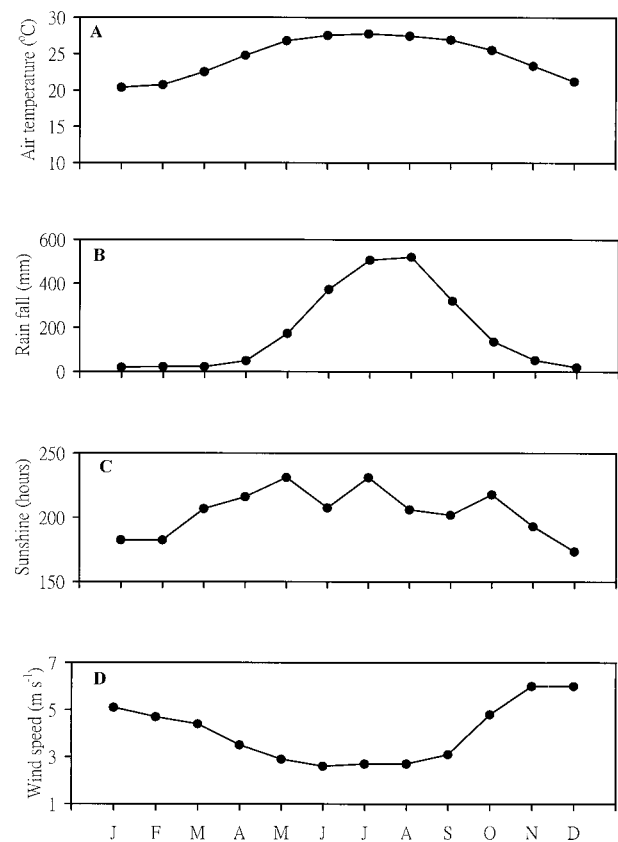 A
Air temperature (°C)
30
25
20
15
10
B
Rain fall (mm)
600
400
200
0
C
Sunshine (hours)
250
200
150
D
Wind speed (m s⁻¹)
7
5
3
1
J F M A M J J A S O N D